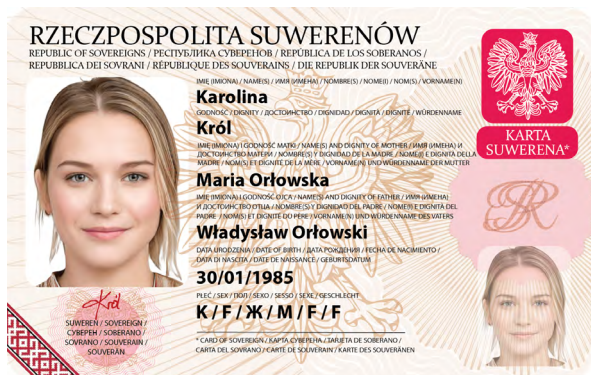 RZECZPOSPOLITA SUWERENÓW
REPUBLIC OF SOVEREIGNS / РЕСПУБЛИКА СУВЕРЕНОВ / REPÚBLICA DE LOS SOBERANOS /
REPUBBLICA DEI SOVRANI / RÉPUBLIQUE DES SOUVERAINS / DIE REPUBLIK DER SOUVERÄNE
IMIĘ (IMIONA) / NAME(S) / ИМЯ (ИМЕНА) / NOMBRE(S) / NOME(I) / NOM(S) / VORNAME(N)
Karolina
GODNOŚĆ / DIGNITY / ДОСТОИНСТВО / DIGNIDAD / DIGNITÀ / DIGNITÉ / WÜRDENNAME
Król
IMIĘ (IMIONA) I GODNOŚĆ MATKI / NAME(S) AND DIGNITY OF MOTHER / ИМЯ (ИМЕНА) И
ДОСТОИНСТВО МАТЕРИ / NOMBRE(S) Y DIGNIDAD DE LA MADRE / NOME(I) E DIGNITÀ DELLA
MADRE / NOM(S) ET DIGNITÉ DE LA MÈRE / VORNAME(N) UND WÜRDENNAME DER MUTTER
Maria Orłowska
IMIĘ (IMIONA) I GODNOŚĆ OJCA / NAME(S) AND DIGNITY OF FATHER / ИМЯ (ИМЕНА)
И ДОСТОИНСТВО ОТЦА / NOMBRE(S) Y DIGNIDAD DEL PADRE / NOME(I) E DIGNITÀ DEL
PADRE / NOM(S) ET DIGNITÉ DU PÈRE / VORNAME(N) UND WÜRDENNAME DES VATERS
Władysław Orłowski
DATA URODZENIA / DATE OF BIRTH / ДАТА РОЖДЕНИЯ / FECHA DE NACIMIENTO /
DATA DI NASCITA / DATE DE NAISSANCE / GEBURTSDATUM
30/01/1985
PŁEĆ / SEX / ПОЛ / SEXO / SESSO / SEXE / GESCHLECHT
K / F / Ж / M / F / F
* CARD OF SOVEREIGN / КАРТА СУВЕРЕНА / TARJETA DE SOBERANO /
CARTA DEL SOVRANO / CARTE DE SOUVERAIN / KARTE DES SOUVERÄNEN
KARTA
SUWERENA*
Król
SUWEREN / SOVEREIGN /
СУВЕРЕН / SOBERANO /
SOVRANO / SOUVERAIN /
SOUVERÄN